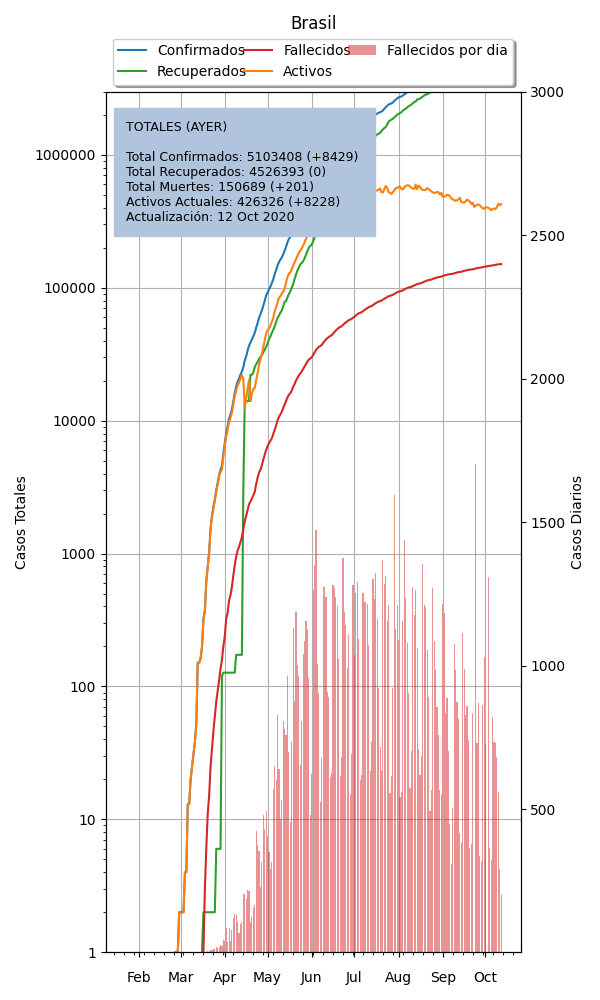 Brasil
Confirmados
Recuperados
Fallecidos
Activos
Fallecidos por dia
TOTALES (AYER)
Total Confirmados: 5103408 (+8429)
Total Recuperados: 4526393 (0)
Total Muertes: 150689 (+201)
Activos Actuales: 426326 (+8228)
Actualización: 12 Oct 2020
Casos Totales
1000000
100000
10000
1000
100
10
1
Casos Diarios
3000
2500
2000
1500
1000
500
Feb Mar Apr May Jun Jul Aug Sep Oct